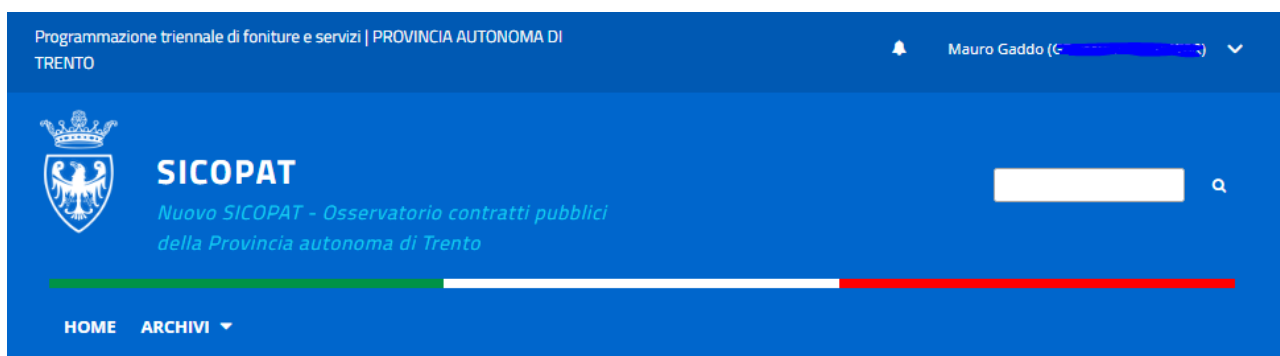 Programmazione triennale di foniture e servizi | PROVINCIA AUTONOMA DI
TRENTO
Mauro Gaddo (
SICOPAT
Nuovo SICOPAT - Osservatorio contratti pubblici
della Provincia autonoma di Trento
HOME ARCHIVI